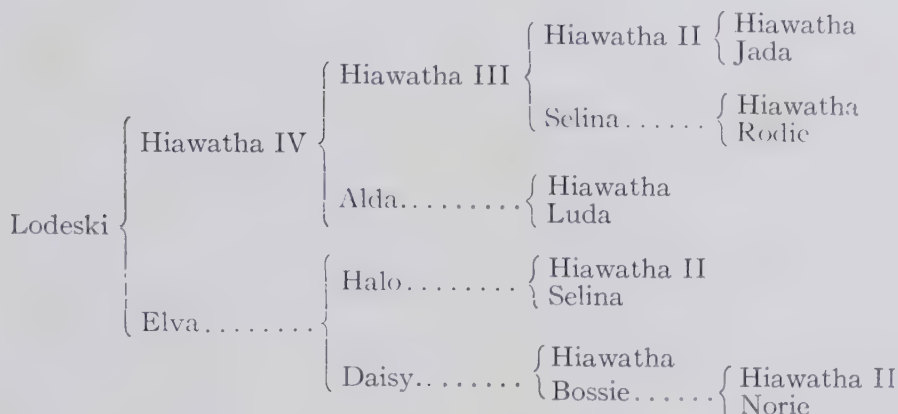 Hiawatha II { Hiawatha
Jada
Hiawatha III
Selina...... { Hiawatha
Rodie
Hiawatha IV
Alda......... { Hiawatha
Luda
Lodeski
Halo........ { Hiawatha II
Selina
Elva........
Daisy........ { Hiawatha
Bossie...... { Hiawatha II
Norie